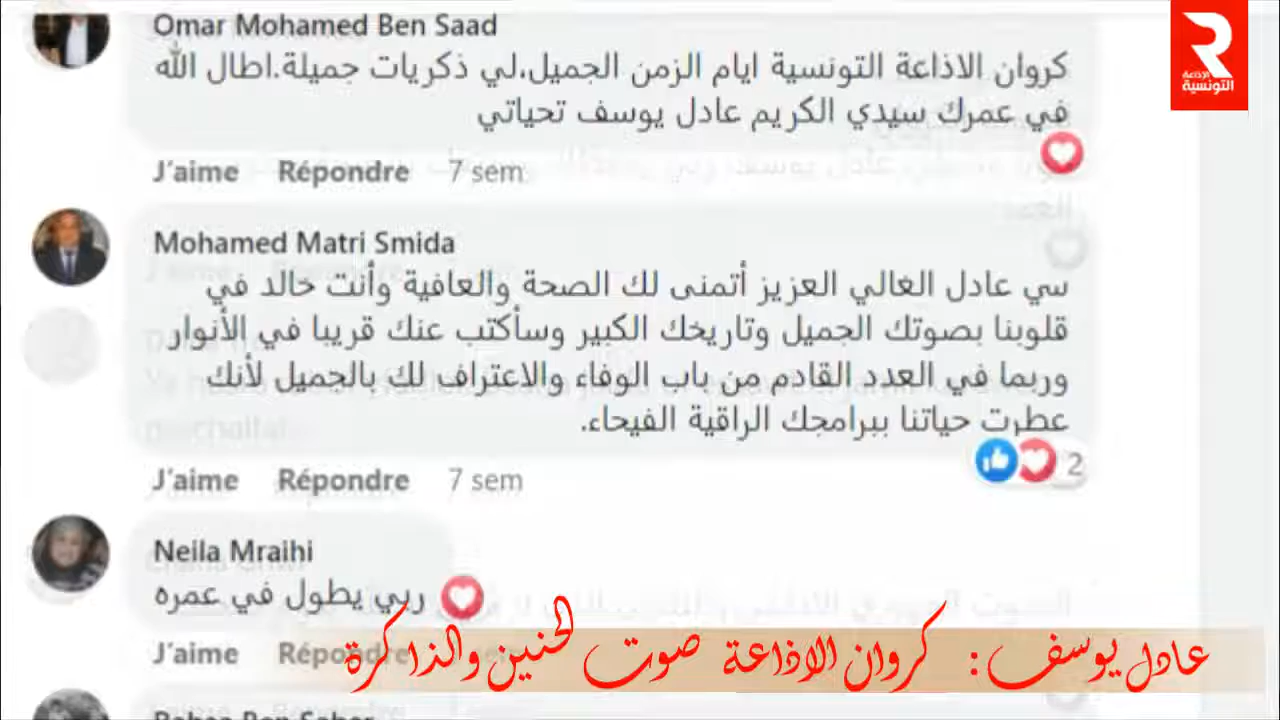 Omar Mohamed Ben Saad
كروان الاذاعة التونسية ايام الزمن الجميل،لي ذكريات جميلة.اطال الله
في عمرك سيدي الكريم عادل يوسف تحياتي
J'aime Répondre 7 sem
Mohamed Matri Smida
سي عادل الغالي العزيز أتمنى لك الصحة والعافية وأنت خالد في
قلوبنا بصوتك الجميل وتاريخك الكبير وسأكتب عنك قريبا في الأنوار
وربما في العدد القادم من باب الوفاء والاعتراف لك بالجميل لأنك
عطرت حياتنا ببرامجك الراقية الفيحاء.
2
J'aime Répondre 7 sem
Neila Mraihi
ربي يطول في عمره
J'aime Répondre
عادل يوسف : كروان الاذاعة صوت الحنين والذاكرة
الإذاعة
التونسية